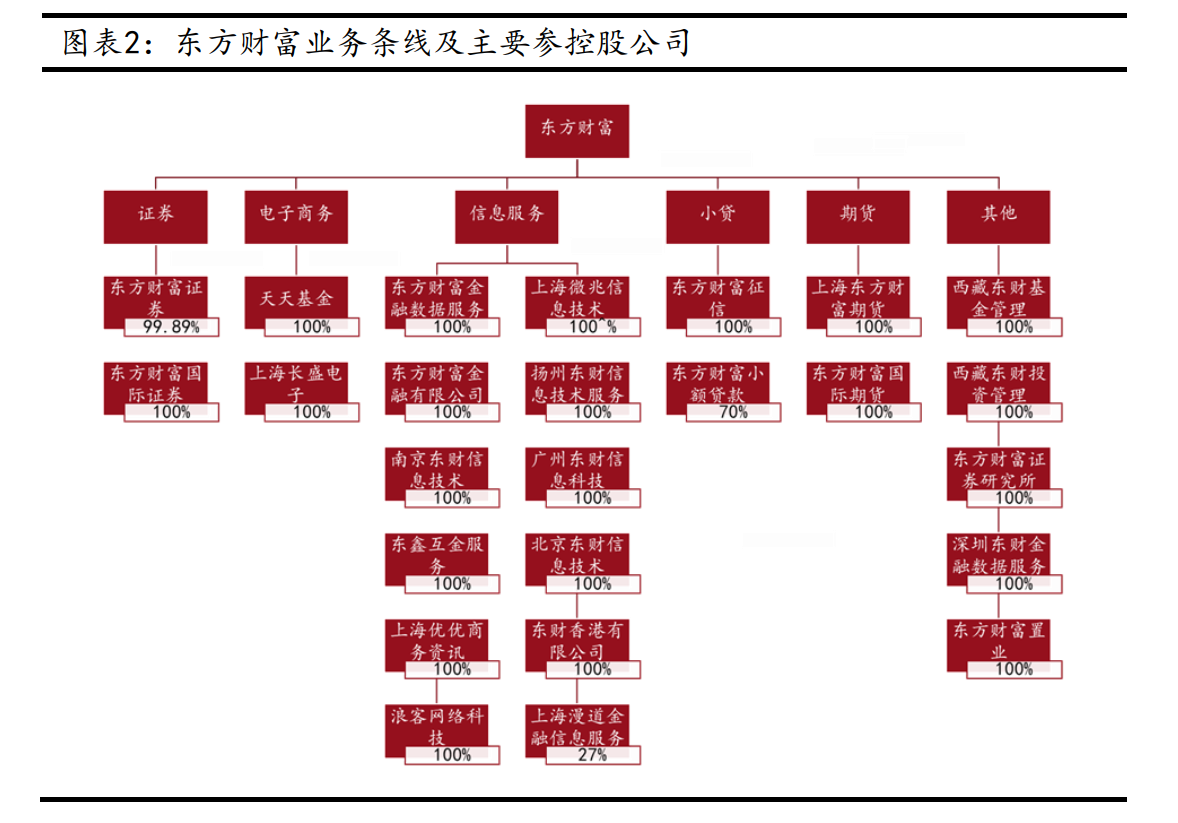 图表2：东方财富业务条线及主要参控股公司
东方财富
证券
电子商务
信息服务
小贷
期货
其他
东方财富证
券
99.89%
天天基金
100%
东方财富金
融数据服务
100%
上海微兆信
息技术
100~%
东方财富征
信
100%
上海东方财
富期货
100%
西藏东财基
金管理
100%
东方财富国
际证券
100%
上海长盛电
子
100%
东方财富金
融有限公司
100%
扬州东财信
息技术服务
100%
东方财富小
额贷款
70%
东方财富国
际期货
100%
西藏东财投
资管理
100%
南京东财信
息技术
100%
广州东财信
息科技
100%
东方财富证
券研究所
100%
东鑫互金服
务
100%
北京东财信
息技术
100%
深圳东财金
融数据服务
100%
上海优优商
务资讯
100%
东财香港有
限公司
100%
东方财富置
业
100%
浪客网络科
技
100%
上海漫道金
融信息服务
27%